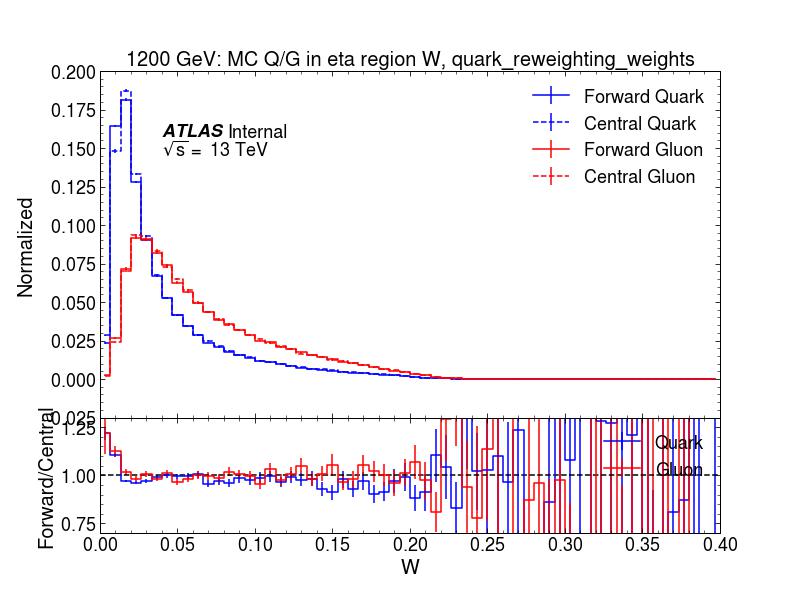 1200 GeV: MC Q/G in eta region W, quark_reweighting_weights
0.200
0.175
0.150
0.125
0.100
0.075
0.050
0.025
0.000
0.025
Normalized
ATLAS Internal
√s = 13 TeV
Forward Quark
Central Quark
Forward Gluon
Central Gluon
1.25
1.00
0.75
Forward/Central
Quark
Gluon
0.00 0.05 0.10 0.15 0.20 0.25 0.30 0.35 0.40
W